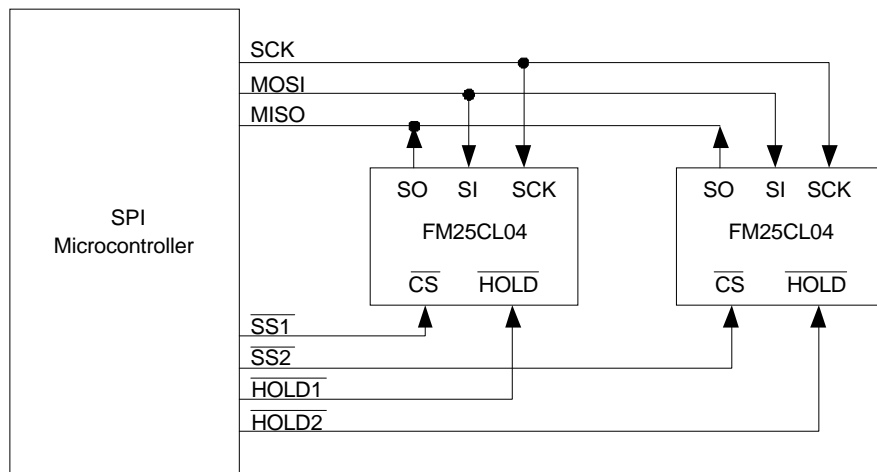 SCK
MOSI
MISO
SO SI SCK
SO SI SCK
SPI
Microcontroller
FM25CL04
FM25CL04
CS HOLD
CS HOLD
SS1
SS2
HOLD1
HOLD2